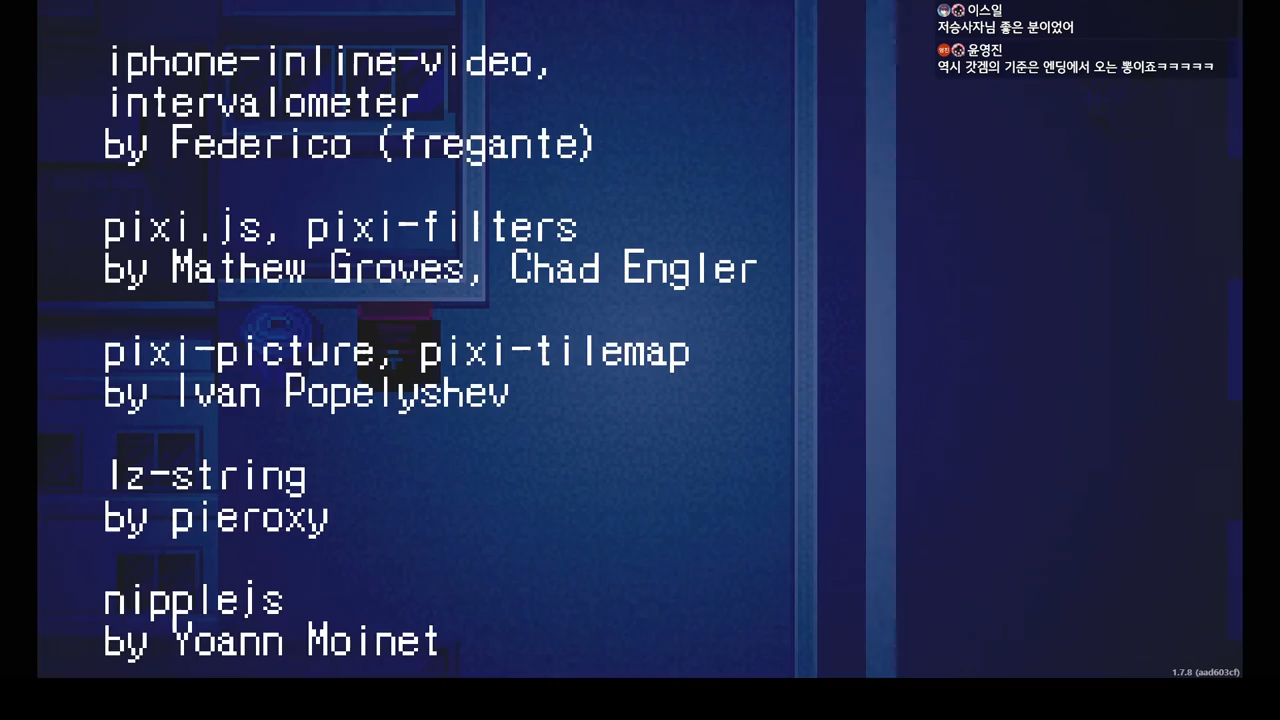 iphone-inline-video,
intervalometer
by Federico (fregante)
pixi.js, pixi-filters
by Mathew Groves, Chad Engler
pixi-picture, pixi-tilemap
by Ivan Popelyshev
lz-string
by pieroxy
nipplejs
by Yoann Moinet
이스일
저승사자님 좋은 분이었어
영진 윤영진
역시 갓겜의 기준은 엔딩에서 오는 뽕이죠ㅋㅋㅋㅋㅋ
1.7.8 (aad603cf)